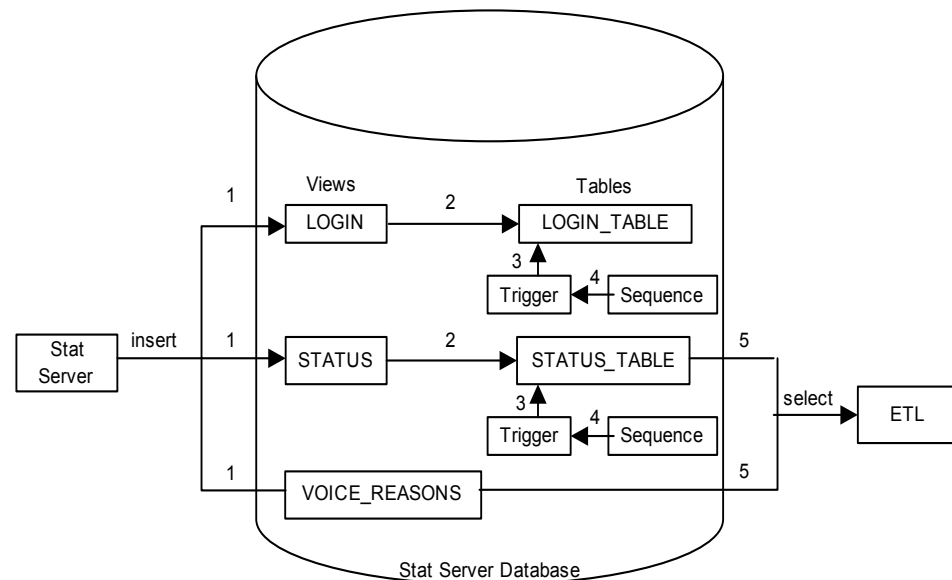 Views
Tables
1
LOGIN
2
LOGIN_TABLE
3
4
Trigger
Sequence
Stat
Server
insert
1
STATUS
2
STATUS_TABLE
5
3
4
Trigger
Sequence
select
ETL
1
VOICE_REASONS
5
Stat Server Database